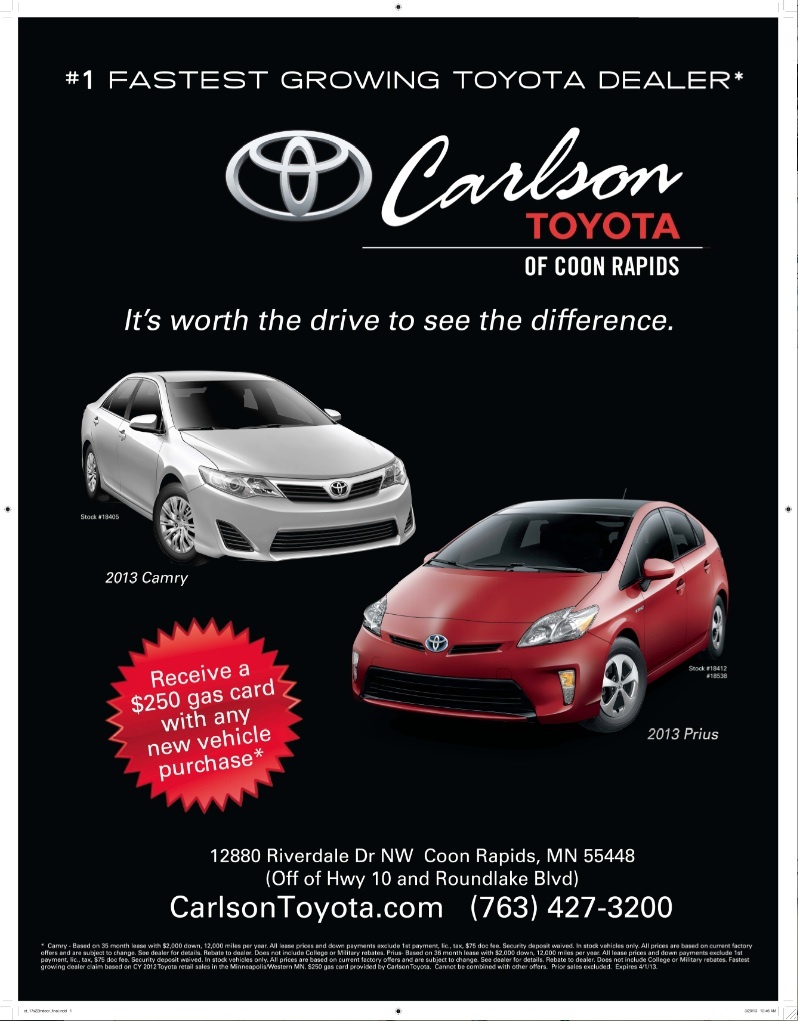 #1 FASTEST GROWING TOYOTA DEALER*
Carlson
TOYOTA
OF COON RAPIDS
It's worth the drive to see the difference.
Stock #18405
2013 Camry
Stock #18412
#18538
2013 Prius
Receive a
$250 gas card
with any
new vehicle
purchase*
12880 Riverdale Dr NW Coon Rapids, MN 55448
(Off of Hwy 10 and Roundlake Blvd)
CarlsonToyota.com (763) 427-3200
* Camry - Based on 35 month lease with $2,000 down, 12,000 miles per year. All lease prices and down payments exclude 1st payment, lic., tax, $75 doc fee. Security deposit waived. In stock vehicles only. All prices are based on current factory
offers and are subject to change. See dealer for details. Rebate to dealer. Does not include College or Military rebates. Prius- Based on 36 month lease with $2,000 down, 12,000 miles per year. All lease prices and down payments exclude 1st
payment, lic., tax, $75 doc fee. Security deposit waived. In stock vehicles only. All prices are based on current factory offers and are subject to change. See dealer for details. Rebate to dealer. Does not include College or Military rebates. Fastest
growing dealer claim based on CY 2012 Toyota retail sales in the Minneapolis/Western MN. $250 gas card provided by Carlson Toyota. Cannot be combined with other offers. Prior sales excluded. Expires 4/1/13.